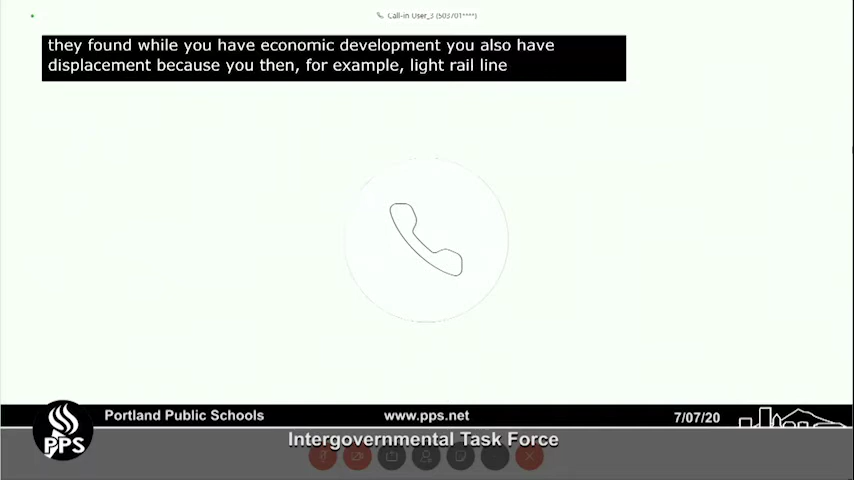 Call-in User_3 (503701****)
they found while you have economic development you also have
displacement because you then, for example, light rail line
Portland Public Schools
www.pps.net
7/07/20
PPS
Intergovernmental Task Force